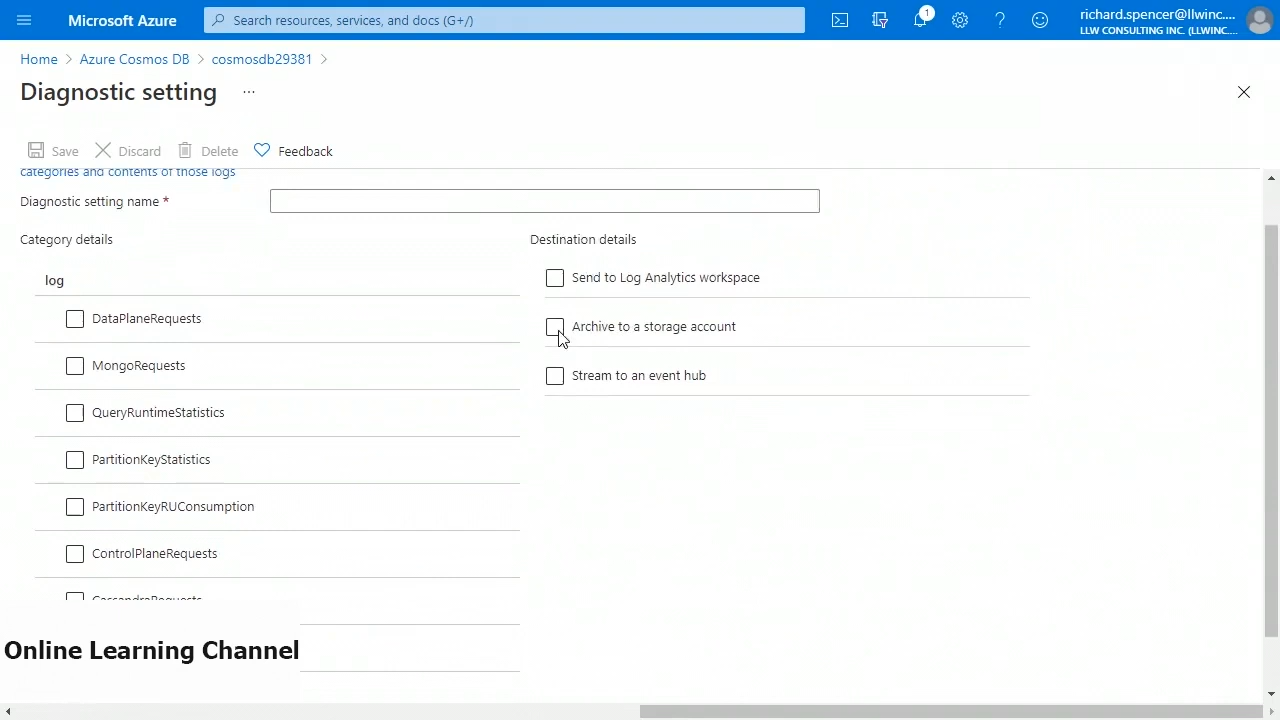 Microsoft Azure
Search resources, services, and docs (G+/)
1
richard.spencer@llwinc....
LLW CONSULTING INC. (LLWINC....
Home > Azure Cosmos DB > cosmosdb29381 >
Diagnostic setting ...
Save Discard Delete Feedback
categories and contents of those logs
Diagnostic setting name *
Category details
Destination details
log
Send to Log Analytics workspace
DataPlaneRequests
Archive to a storage account
MongoRequests
Stream to an event hub
QueryRuntimeStatistics
PartitionKeyStatistics
PartitionKeyRUConsumption
ControlPlaneRequests
CassandraRequests
Online Learning Channel